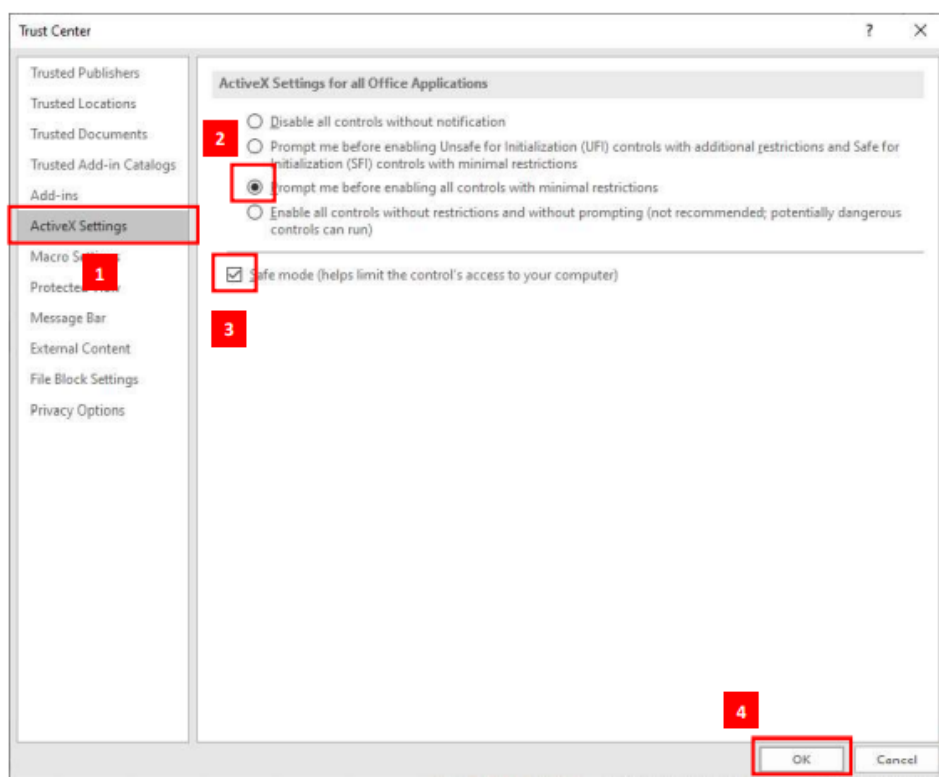 Trust Center
? ×
Trusted Publishers
Trusted Locations
Trusted Documents
Trusted Add-in Catalogs
Add-ins
ActiveX Settings
Macro
1
Protected
Message Bar
External Content
File Block Settings
Privacy Options
ActiveX Settings for all Office Applications
Disable all controls without notification
2
Prompt me before enabling Unsafe for Initialization (UFI) controls with additional restrictions and Safe for
Initialization (SFI) controls with minimal restrictions
Prompt me before enabling all controls with minimal restrictions
Enable all controls without restrictions and without prompting (not recommended; potentially dangerous
controls can run)
Safe mode (helps limit the control's access to your computer)
3
4
OK Cancel